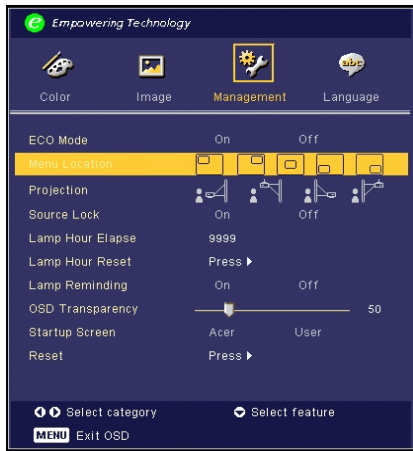 e Empowering Technology
abc
Color Image Management Language
ECO Mode On Off
Menu Location
Projection
Source Lock On Off
Lamp Hour Elapse 9999
Lamp Hour Reset Press
Lamp Reminding On Off
OSD Transparency 50
Startup Screen Acer User
Reset Press
Select category Select feature
MENU Exit OSD